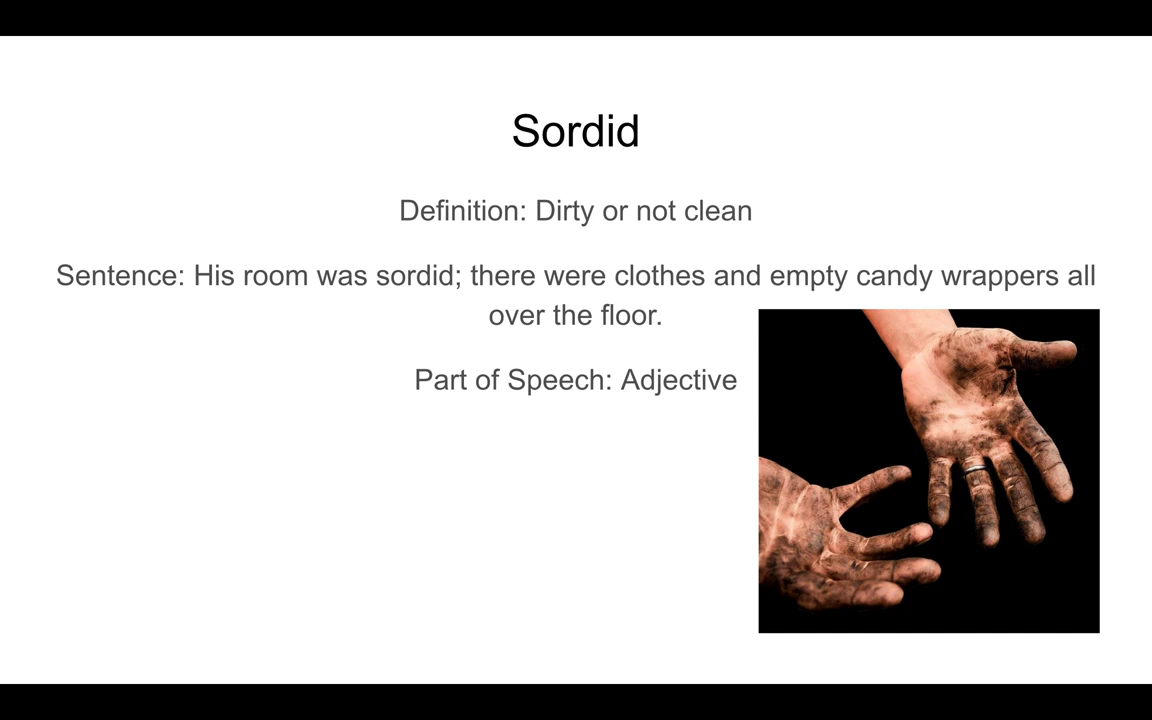 Sordid
Definition: Dirty or not clean
Sentence: His room was sordid; there were clothes and empty candy wrappers all
over the floor.
Part of Speech: Adjective